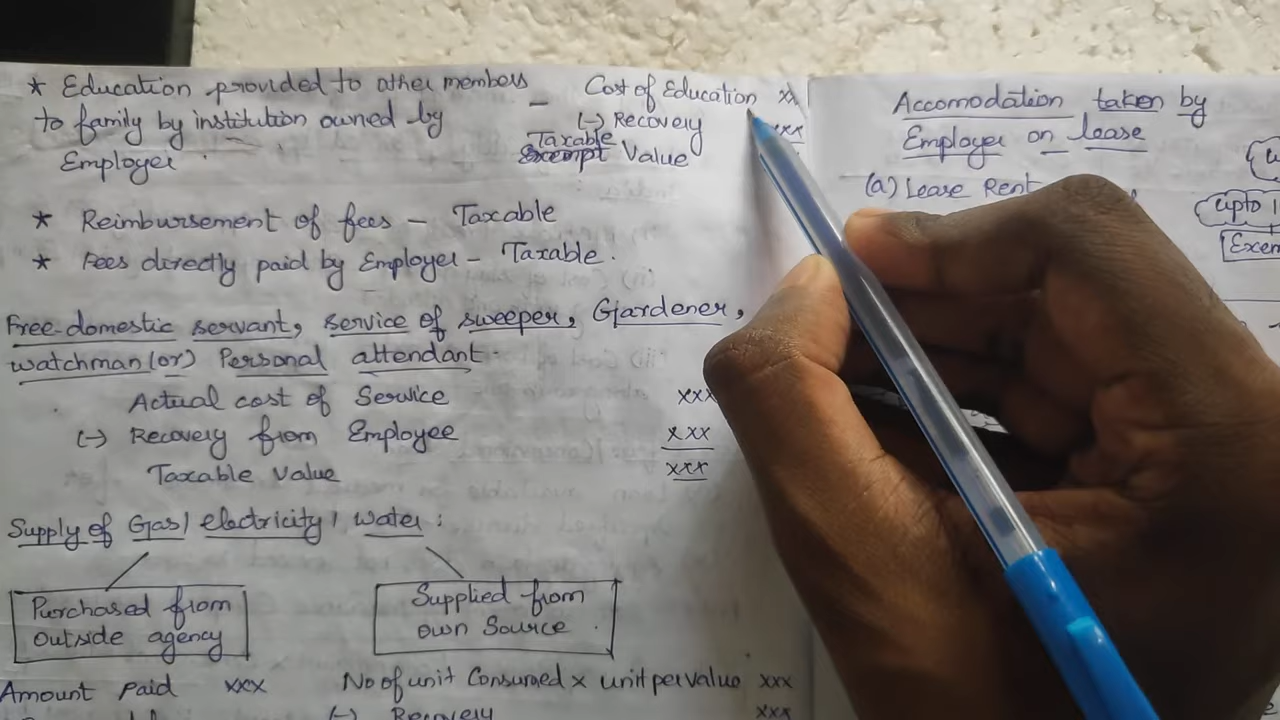 * Education provided to other members
to family by institution owned by
Employer
- Cost of Education xx
(-) Recovery xxx
Taxable
Exempt Value
* Reimbursement of fees - Taxable
* Fees directly paid by Employer - Taxable.
Free domestic servant, service of sweeper, Gardener,
watchman (or) Personal attendant.
Actual cost of Service xxx
(-) Recovery from Employee xxx
Taxable Value xxx
Supply of Gas/ electricity/ water:
Purchased from
outside agency
Supplied from
own Source.
Amount Paid xxx
No of unit Consumed x unit per value xxx
(-) Recovery xxx
Accomodation taken by
Employer on lease
(a) Lease Rent
upto 1
Exem